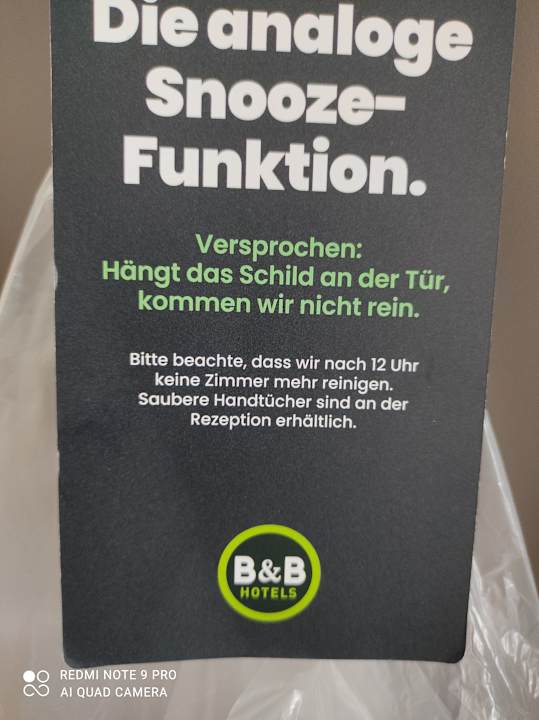 Die analoge
Snooze-
Funktion.
Versprochen:
Hängt das Schild an der Tür,
kommen wir nicht rein.
Bitte beachte, dass wir nach 12 Uhr
keine Zimmer mehr reinigen.
Saubere Handtücher sind an der
Rezeption erhältlich.
B&B
HOTELS
REDMI NOTE 9 PRO
AI QUAD CAMERA